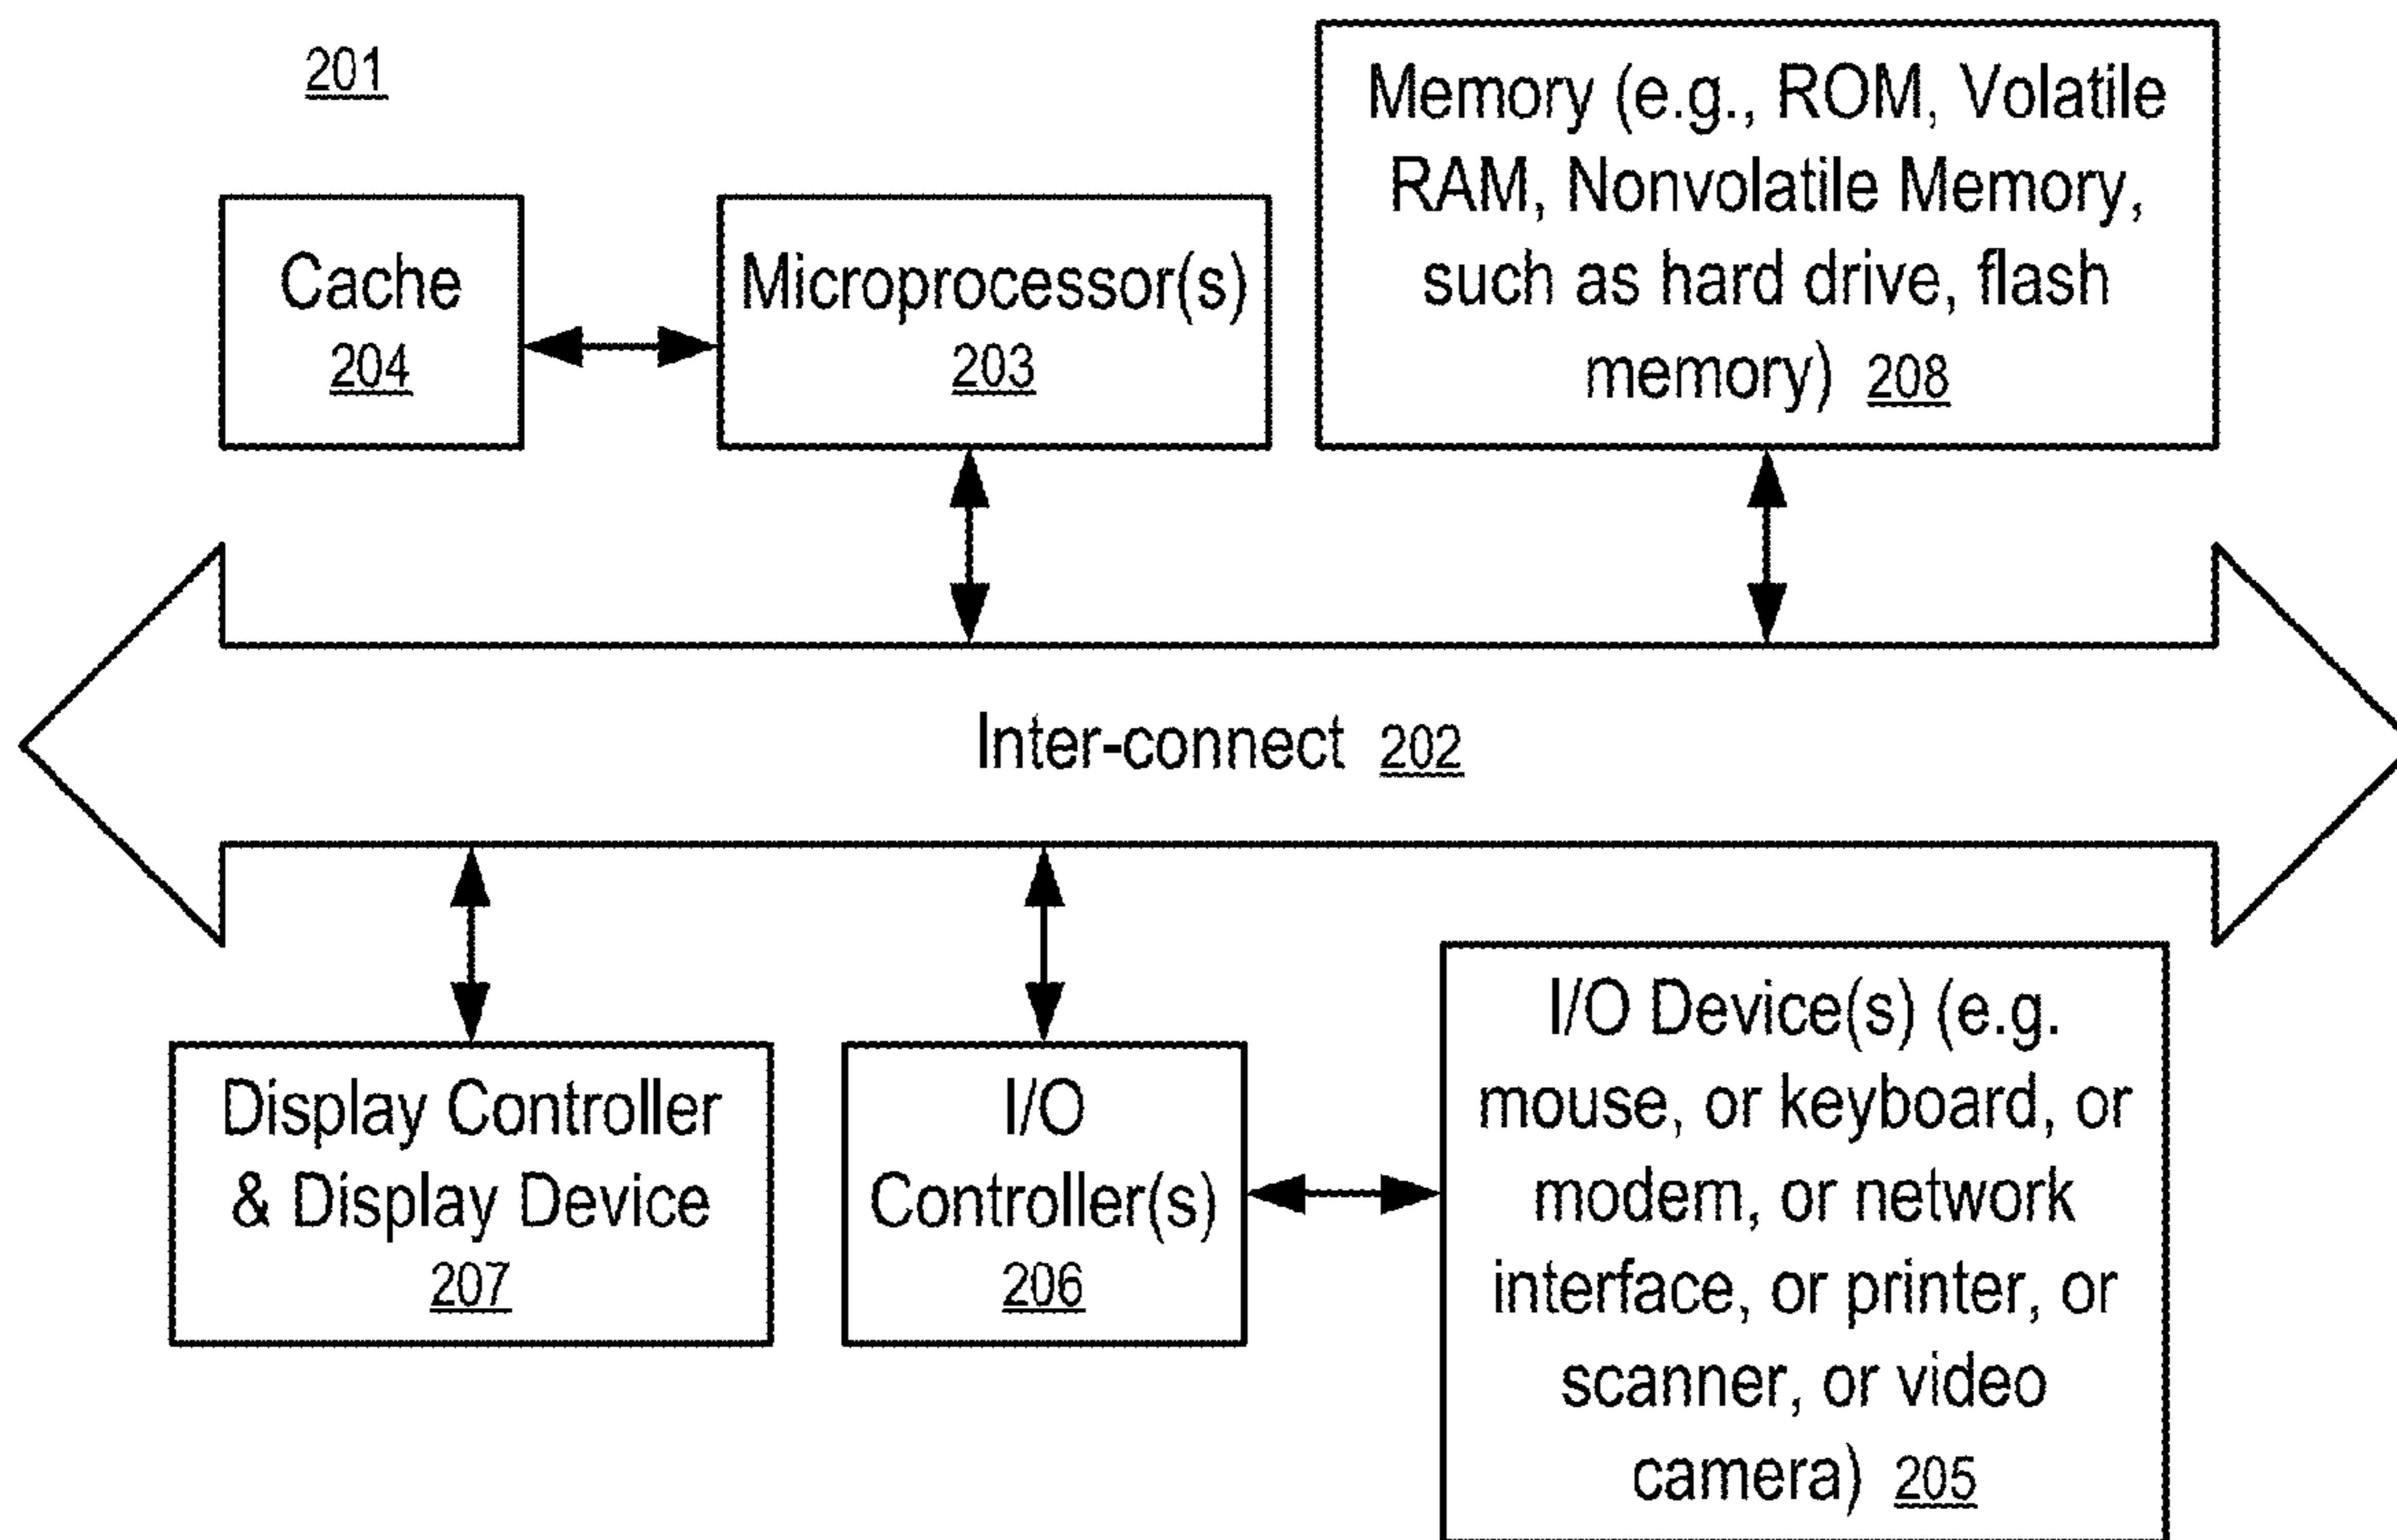 201
Cache
204
Microprocessor(s)
203
Memory (e.g., ROM, Volatile
RAM, Nonvolatile Memory,
such as hard drive, flash
memory) 208
Inter-connect 202
Display Controller
& Display Device
207
I/O
Controller(s)
206
I/O Device(s) (e.g.
mouse, or keyboard, or
modem, or network
interface, or printer, or
scanner, or video
camera) 205